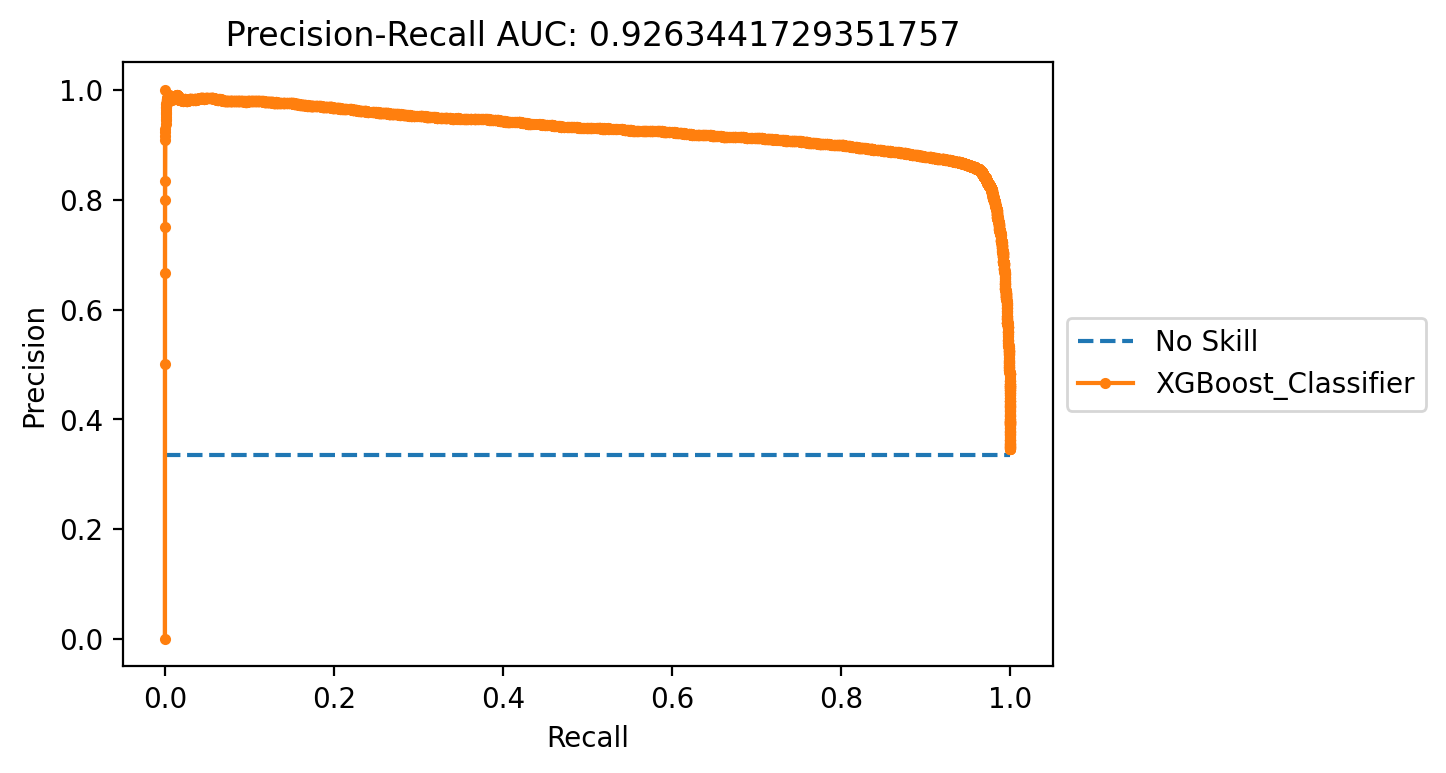 Precision-Recall AUC: 0.9263441729351757
1.0
0.8
0.6
0.4
0.2
0.0
Precision
0.0 0.2 0.4 0.6 0.8 1.0
Recall
No Skill
XGBoost_Classifier